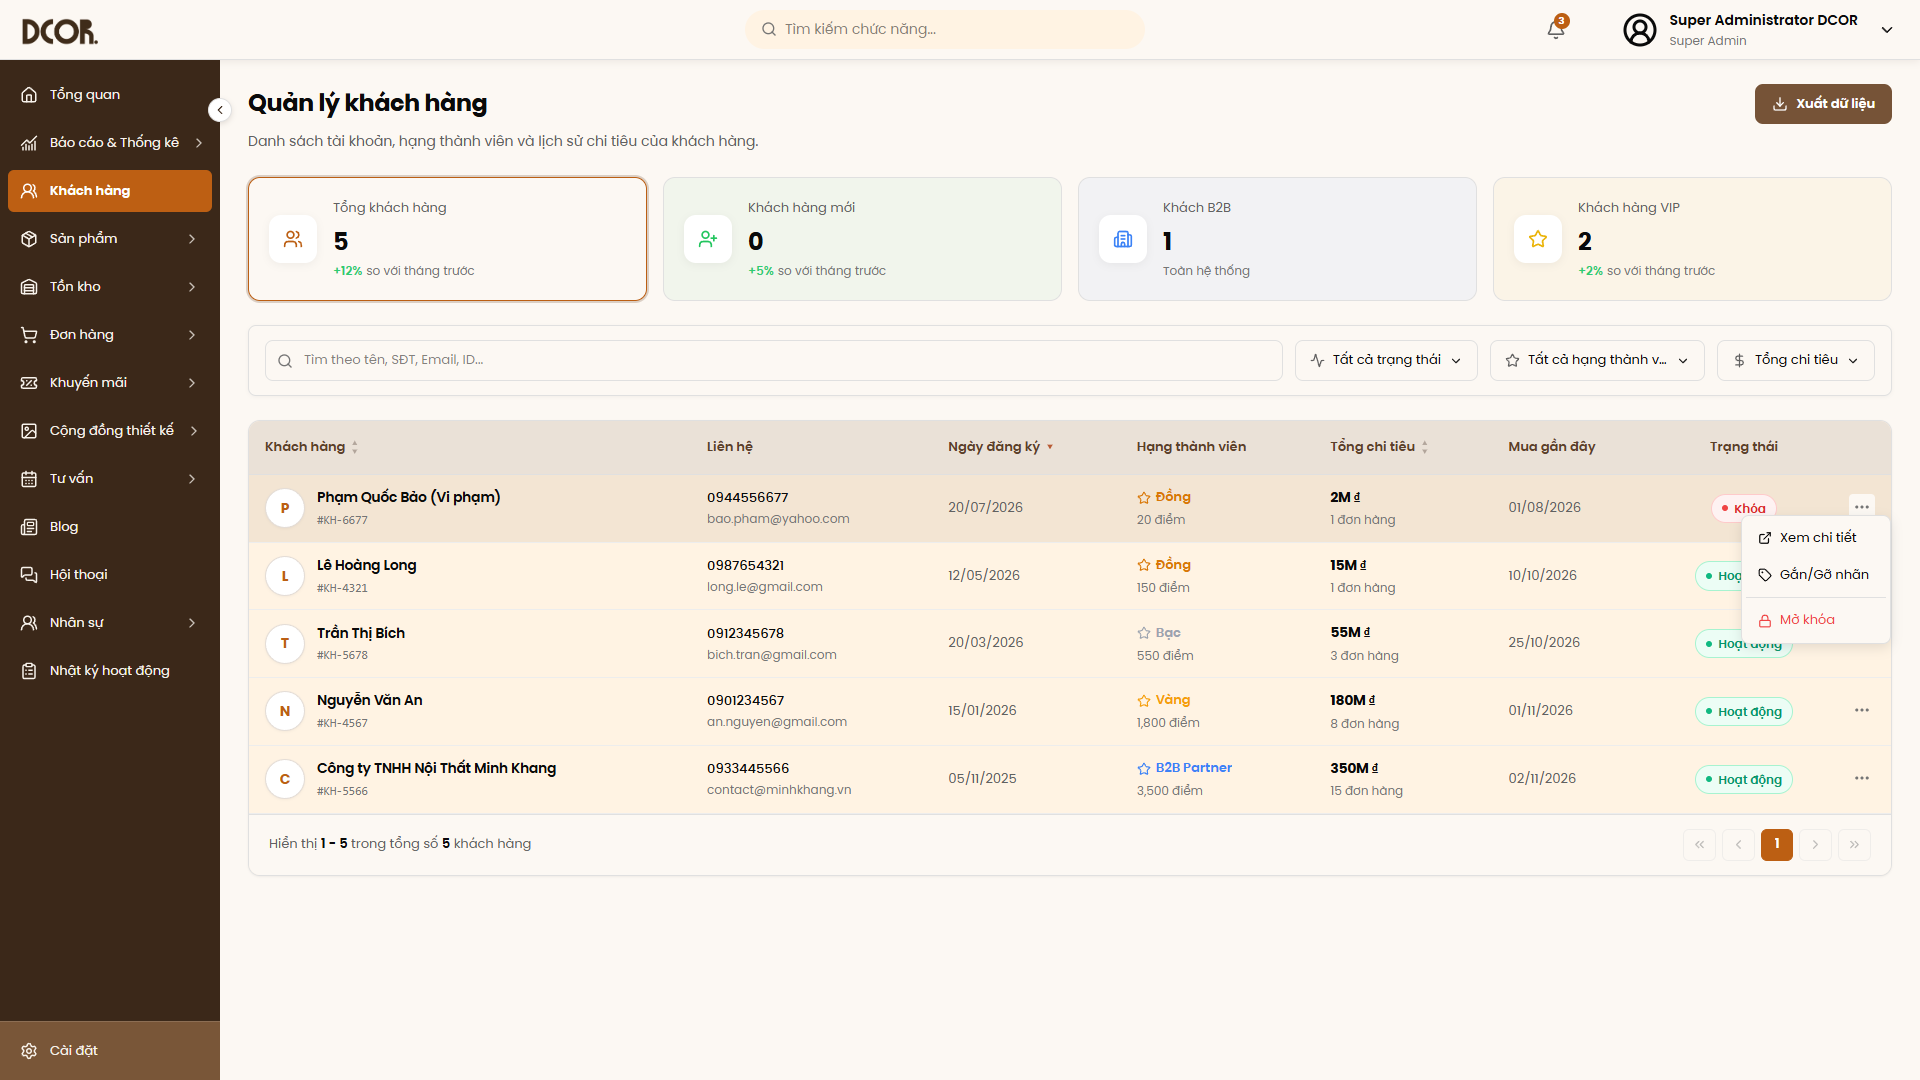 DCOR.
Tìm kiếm chức năng...
3
Super Administrator DCOR
Super Admin
Tổng quan
Báo cáo & Thống kê
Khách hàng
Sản phẩm
Tồn kho
Đơn hàng
Khuyến mãi
Cộng đồng thiết kế
Tư vấn
Blog
Hội thoại
Nhân sự
Nhật ký hoạt động
Cài đặt
Quản lý khách hàng
Xuất dữ liệu
Danh sách tài khoản, hạng thành viên và lịch sử chi tiêu của khách hàng.
Tổng khách hàng
5
+12% so với tháng trước
Khách hàng mới
0
+5% so với tháng trước
Khách B2B
1
Toàn hệ thống
Khách hàng VIP
2
+2% so với tháng trước
Tìm theo tên, SĐT, Email, ID...
Tất cả trạng thái
Tất cả hạng thành v...
Tổng chi tiêu
Khách hàng Liên hệ Ngày đăng ký Hạng thành viên Tổng chi tiêu Mua gần đây Trạng thái
P Phạm Quốc Bảo (Vi phạm) 0944556677 20/07/2026 Đồng 2M ₫ 01/08/2026 Khóa
#KH-6677 bao.pham@yahoo.com 20 điểm 1 đơn hàng
L Lê Hoàng Long 0987654321 12/05/2026 Đồng 15M ₫ 10/10/2026 Hoạ
#KH-4321 long.le@gmail.com 150 điểm 1 đơn hàng
T Trần Thị Bích 0912345678 20/03/2026 Bạc 55M ₫ 25/10/2026 Hoạt động
#KH-5678 bich.tran@gmail.com 550 điểm 3 đơn hàng
N Nguyễn Văn An 0901234567 15/01/2026 Vàng 180M ₫ 01/11/2026 Hoạt động
#KH-4567 an.nguyen@gmail.com 1,800 điểm 8 đơn hàng
C Công ty TNHH Nội Thất Minh Khang 0933445566 05/11/2025 B2B Partner 350M ₫ 02/11/2026 Hoạt động
#KH-5566 contact@minhkhang.vn 3,500 điểm 15 đơn hàng
Xem chi tiết
Gắn/Gỡ nhãn
Mở khóa
Hiển thị 1 - 5 trong tổng số 5 khách hàng
1